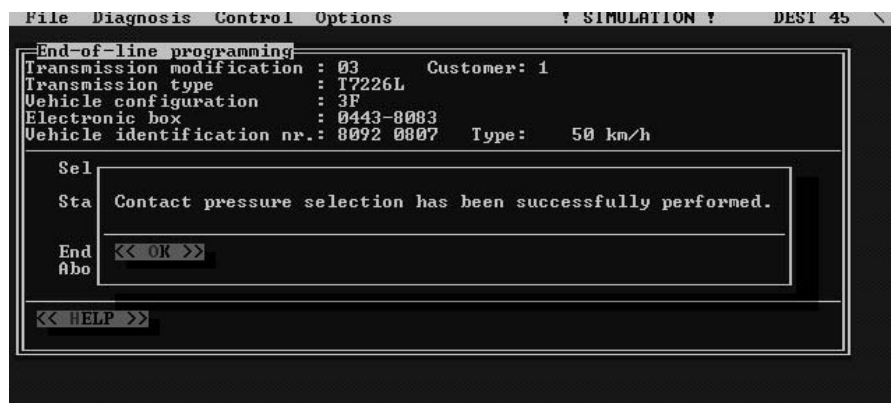 File Diagnosis Control Options ! SIMULATION ! DEST 45 \
End-of-line programming
Transmission modification : 03 Customer: 1
Transmission type : T7226L
Vehicle configuration : 3F
Electronic box : 0443-8083
Vehicle identification nr.: 8092 0807 Type: 50 km/h
Sel
Sta
Contact pressure selection has been successfully performed.
End
<< OK >>
Abo
<< HELP >>